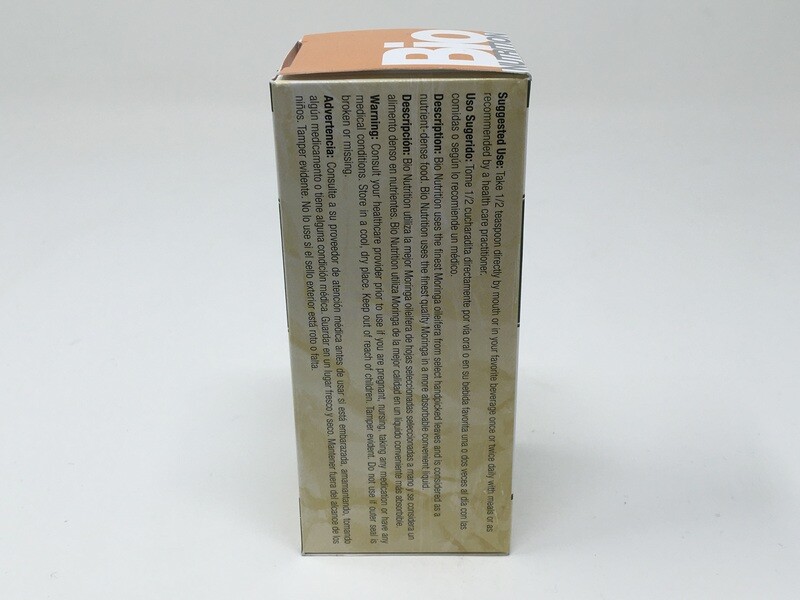 Bio
NUTRITION
Suggested Use: Take 1/2 teaspoon directly by mouth or in your favorite beverage once or twice daily with meals or as
recommended by a health care practitioner.
Uso Sugerido: Tome 1/2 cucharadita directamente por vía oral o en su bebida favorita una o dos veces al día con las
comidas o según lo recomiende un médico.
Description: Bio Nutrition uses the finest Moringa oleifera from select handpicked leaves and is considered as a
nutrient-dense food. Bio Nutrition uses the finest quality Moringa in a more absorbable convenient liquid
Descripción: Bio Nutrition utiliza la mejor Moringa oleifera de hojas seleccionadas seleccionadas a mano y se considera un
alimento denso en nutrientes. Bio Nutrition utiliza Moringa de la mejor calidad en un líquido conveniente más absorbible.
Warning: Consult your healthcare provider prior to use if you are pregnant, nursing, taking any medication or have any
medical conditions. Store in a cool, dry place. Keep out of reach of children. Tamper evident. Do not use if outer seal is
broken or missing.
Advertencia: Consulte a su proveedor de atención médica antes de usar si está embarazada, amamantando, tomando
algún medicamento o tiene alguna condición médica. Guardar en un lugar fresco y seco. Mantener fuera del alcance de los
niños. Tamper evidente. No lo use si el sello exterior está roto o falta.